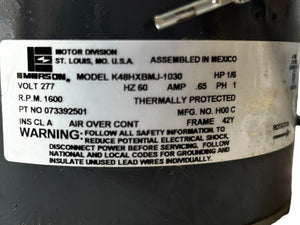 MOTOR DIVISION
ST. LOUIS, MO. U.S.A. ASSEMBLED IN MEXICO
EMERSON. MODEL K48HXBMJ-1030 HP 1/6
VOLT 277 HZ 60 AMP .65 PH 1
R.P.M. 1600 THERMALLY PROTECTED
PT NO 073392501 MFG. NO. H00 C
INS CL A AIR OVER CONT FRAME 42Y
WARNING: FOLLOW ALL SAFETY INFORMATION TO
REDUCE POTENTIAL ELECTRICAL SHOCK,
DISCONNECT POWER BEFORE SERVICING. FOLLOW
NATIONAL AND LOCAL CODES FOR GROUNDING AND
INSULATE UNUSED LEAD WIRES INDIVIDUALLY.
ROTATION